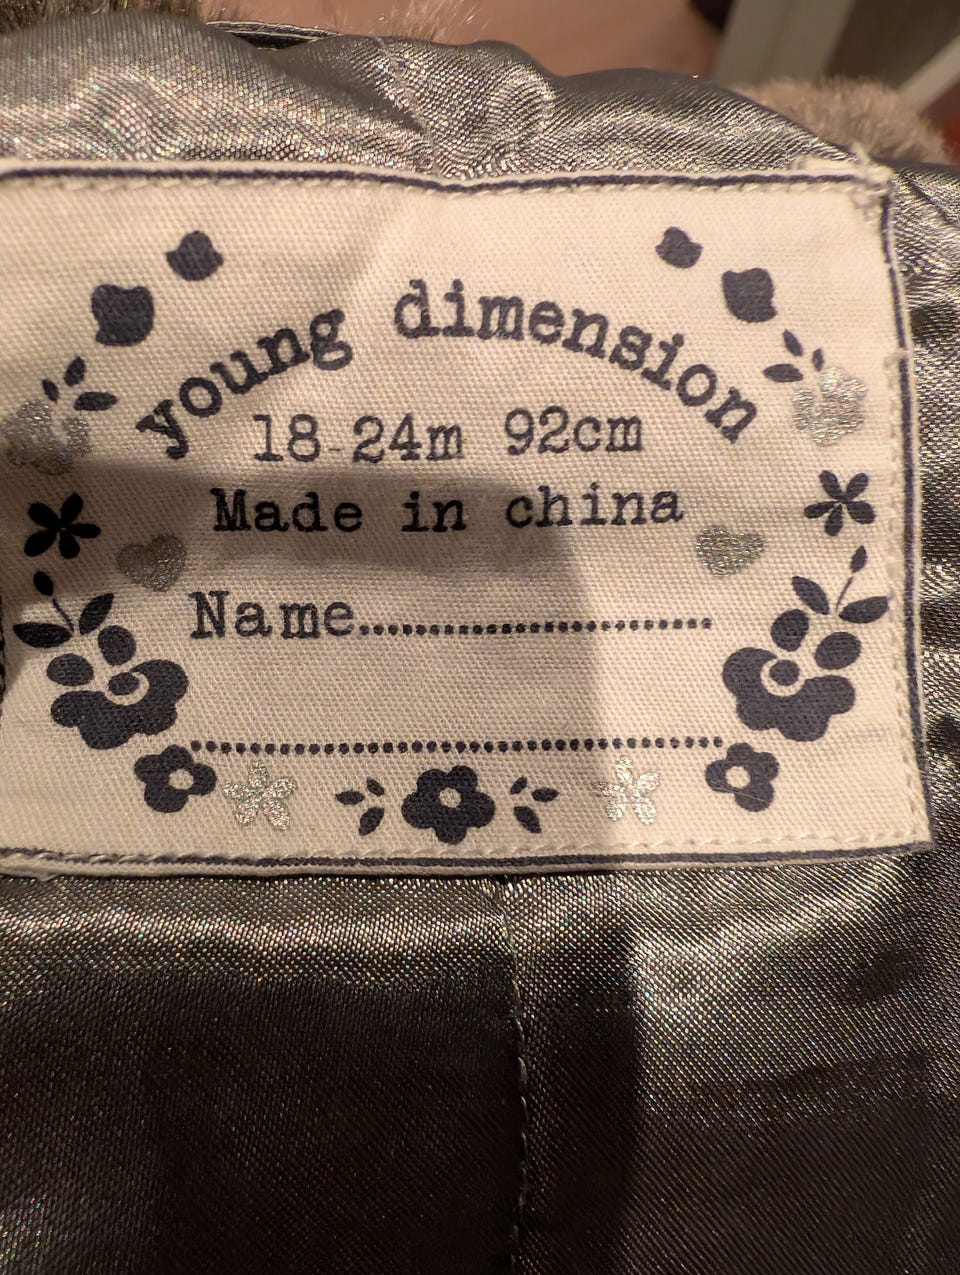 young dimension
18-24m 92cm
Made in china
Name..............................
.............................................